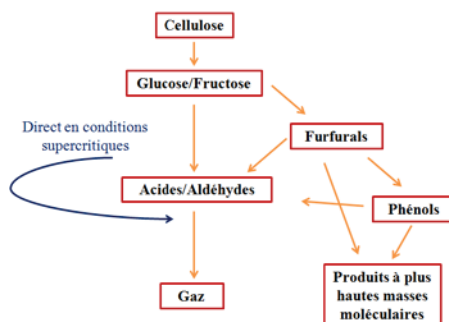 Cellulose
Glucose/Fructose
Direct en conditions
supercritiques
Furfurals
Acides/Aldéhydes
Phénols
Gaz
Produits à plus
hautes masses
moléculaires